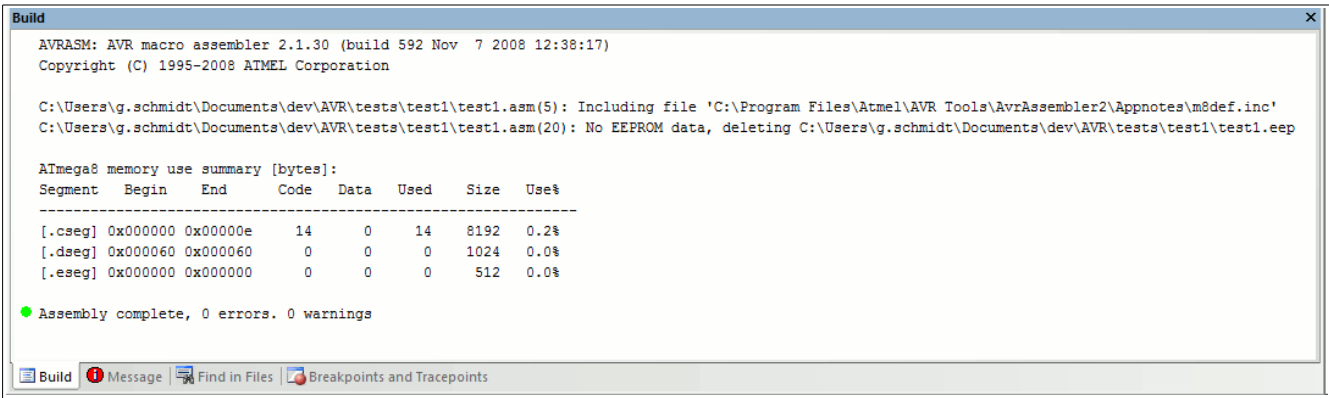 Build
AVRASM: AVR macro assembler 2.1.30 (build 592 Nov  7 2008 12:38:17)
Copyright (C) 1995-2008 ATMEL Corporation
C:\Users\g.schmidt\Documents\dev\AVR\tests\test1\test1.asm(5): Including file 'C:\Program Files\Atmel\AVR Tools\AvrAssembler2\Appnotes\m8def.inc'
C:\Users\g.schmidt\Documents\dev\AVR\tests\test1\test1.asm(20): No EEPROM data, deleting C:\Users\g.schmidt\Documents\dev\AVR\tests\test1\test1.eep
ATmega8 memory use summary [bytes]:
Segment   Begin    End      Code   Data   Used    Size   Use%
---------------------------------------------------------------
[.cseg] 0x000000 0x00000e     14      0     14    8192   0.2%
[.dseg] 0x000060 0x000060      0      0      0    1024   0.0%
[.eseg] 0x000000 0x000000      0      0      0     512   0.0%
Assembly complete, 0 errors. 0 warnings
Build Message Find in Files Breakpoints and Tracepoints